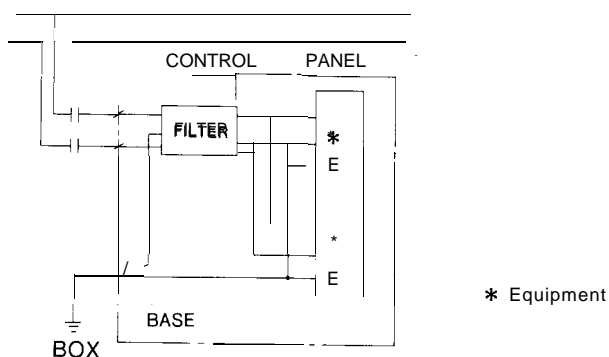 CONTROL PANEL
FILTER
*
E
*
E
* Equipment
BASE
BOX